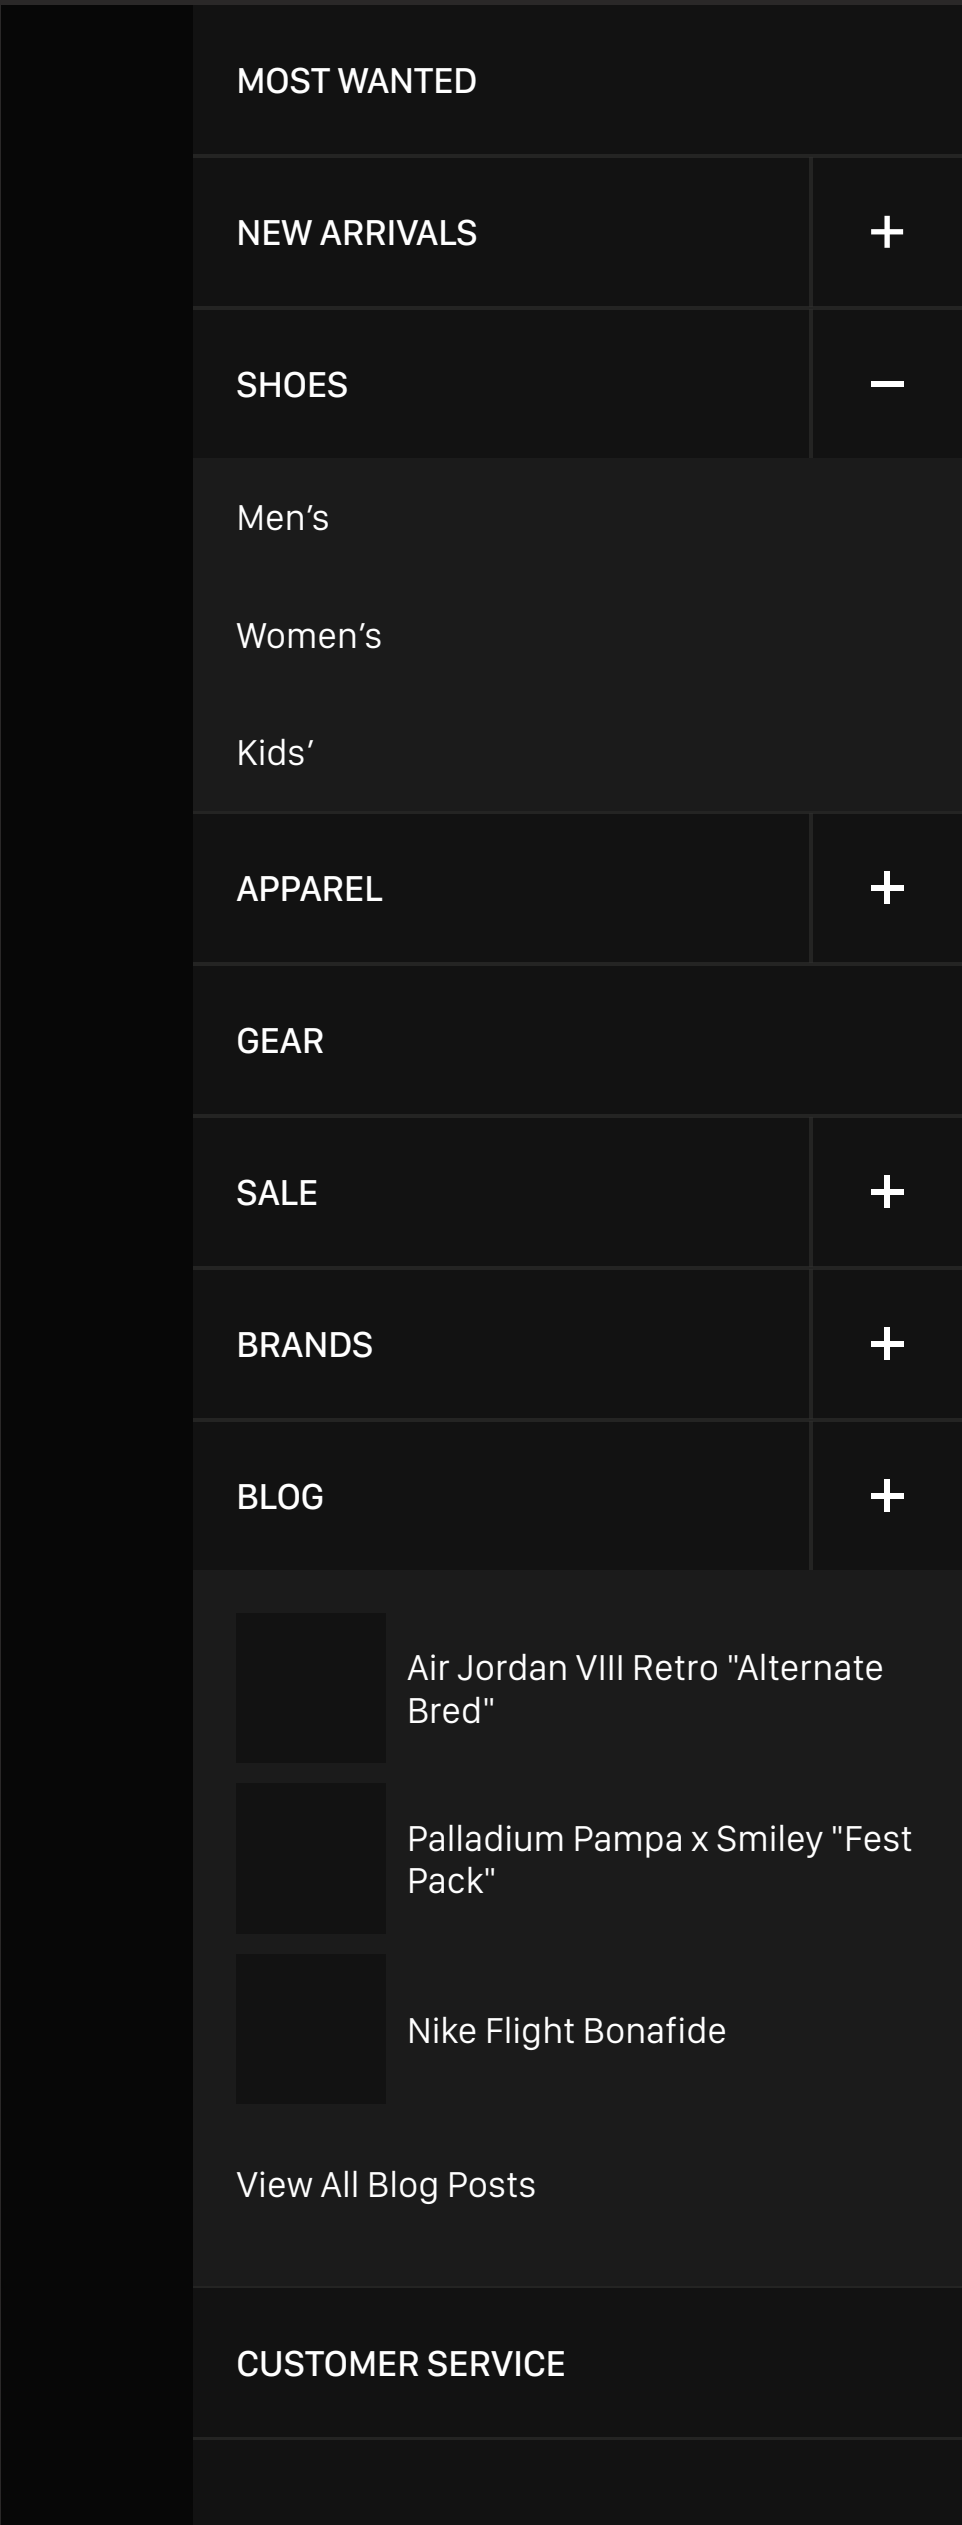 MOST WANTED
NEW ARRIVALS
SHOES
Men’s
Women’s
Kids’
APPAREL
GEAR
SALE
BRANDS
BLOG
Air Jordan VIII Retro "Alternate
Bred"
Palladium Pampa x Smiley "Fest
Pack"
Nike Flight Bonafide
View All Blog Posts
CUSTOMER SERVICE